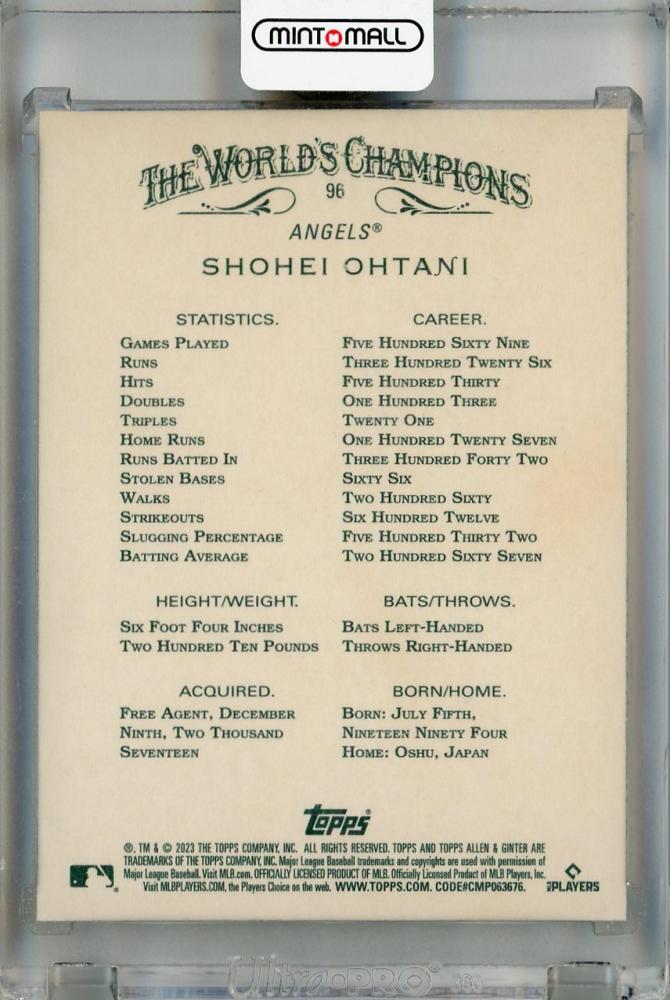 MINT MALL
THE WORLD'S CHAMPIONS
96
ANGELS®
SHOHEI OHTANI
STATISTICS. CAREER.
GAMES PLAYED FIVE HUNDRED SIXTY NINE
RUNS THREE HUNDRED TWENTY SIX
HITS FIVE HUNDRED THIRTY
DOUBLES ONE HUNDRED THREE
TRIPLES TWENTY ONE
HOME RUNS ONE HUNDRED TWENTY SEVEN
RUNS BATTED IN THREE HUNDRED FORTY TWO
STOLEN BASES SIXTY SIX
WALKS TWO HUNDRED SIXTY
STRIKEOUTS SIX HUNDRED TWELVE
SLUGGING PERCENTAGE FIVE HUNDRED THIRTY TWO
BATTING AVERAGE TWO HUNDRED SIXTY SEVEN
HEIGHT/WEIGHT.
SIX FOOT FOUR INCHES
TWO HUNDRED TEN POUNDS
BATS/THROWS.
BATS LEFT-HANDED
THROWS RIGHT-HANDED
ACQUIRED.
FREE AGENT, DECEMBER
NINTH, TWO THOUSAND
SEVENTEEN
BORN/HOME.
BORN: JULY FIFTH,
NINETEEN NINETY FOUR
HOME: OSHU, JAPAN
Topps
®, TM & © 2023 THE TOPPS COMPANY, INC. ALL RIGHTS RESERVED. TOPPS AND TOPPS ALLEN & GINTER ARE
TRADEMARKS OF THE TOPPS COMPANY, INC. Major League Baseball trademarks and copyrights are used with permission of
Major League Baseball. Visit MLB.com. OFFICIALLY LICENSED PRODUCT OF MLB. Officially Licensed Product of MLB Players, Inc.
Visit MLBPLAYERS.COM, the Players Choice on the web. WWW.TOPPS.COM. CODE#CMP063676.
PLAYERS
Ultra·PRO®